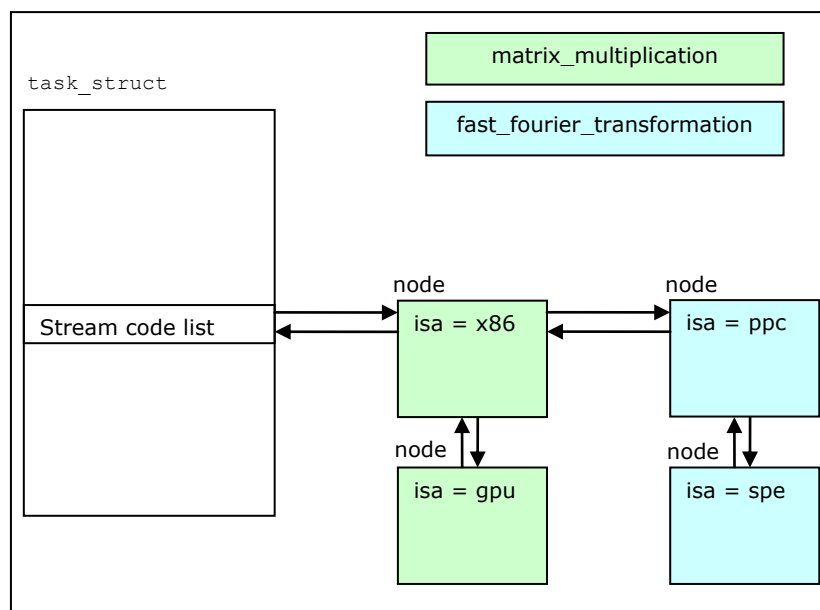 matrix_multiplication
task_struct
fast_fourier_transformation
node
node
Stream code list
isa = x86
isa = ppc
node
node
isa = gpu
isa = spe